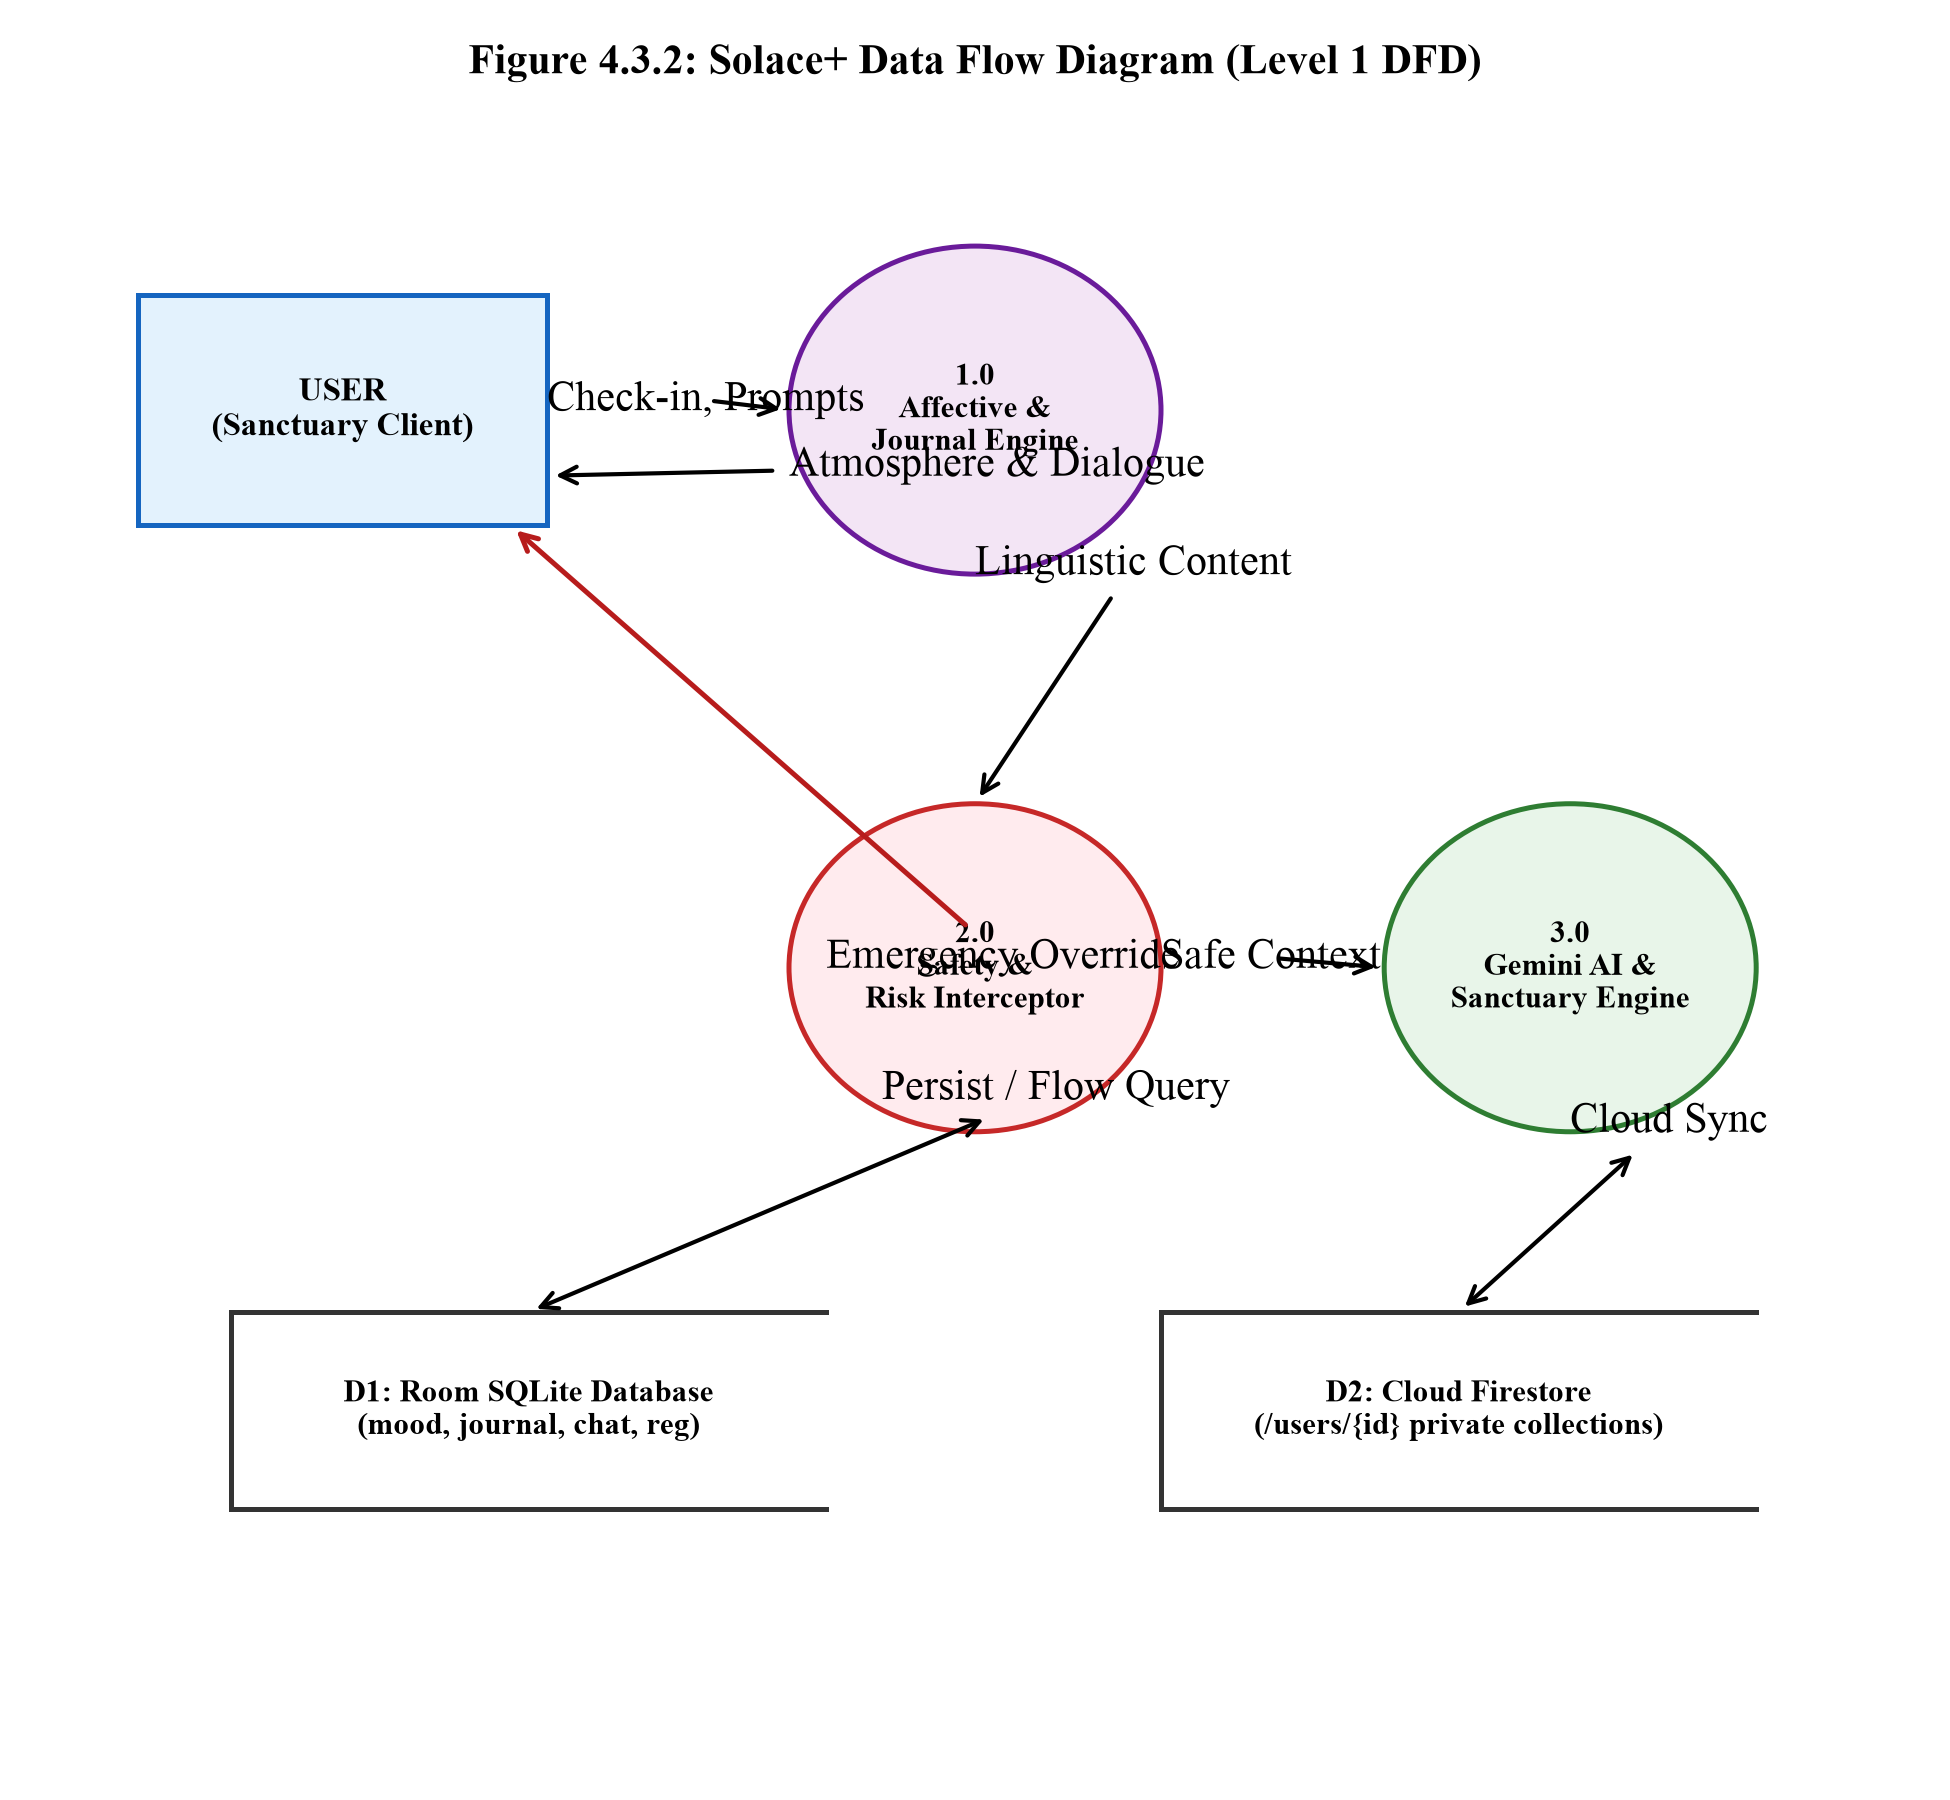 Figure 4.3.2: Solace+ Data Flow Diagram (Level 1 DFD)
USER
(Sanctuary Client)
Check-in, Prompts
1.0
Affective &
Journal Engine
Atmosphere & Dialogue
Linguistic Content
2.0
Safety &
Risk Interceptor
Emergency Override
Safe Context
3.0
Gemini AI &
Sanctuary Engine
Persist / Flow Query
Cloud Sync
D1: Room SQLite Database
(mood, journal, chat, reg)
D2: Cloud Firestore
(/users/{id} private collections)